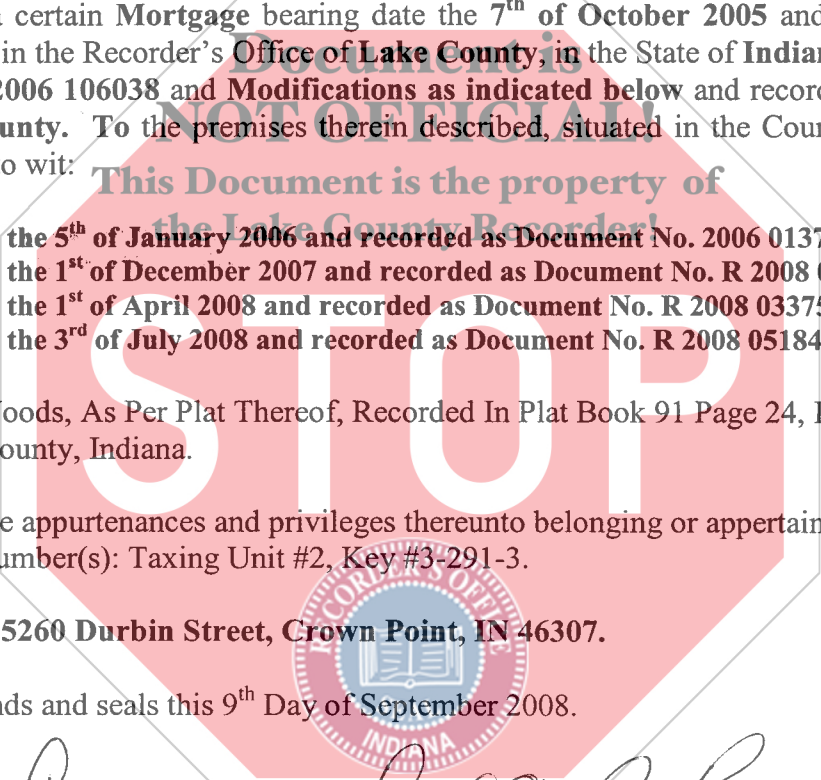 certain Mortgage bearing date the 7th of October 2005 and
in the Recorder's Office of Lake County, in the State of Indian
2006 106038 and Modifications as indicated below and recor
unty. To the premises therein described, situated in the Coun
o wit:
Document is
NOT OFFICIAL!
This Document is the property of
the Lake County Recorder!
the 5th of January 2006 and recorded as Document No. 2006 0137
the 1st of December 2007 and recorded as Document No. R 2008 0
the 1st of April 2008 and recorded as Document No. R 2008 03375
the 3rd of July 2008 and recorded as Document No. R 2008 05184
STOP
oods, As Per Plat Thereof, Recorded In Plat Book 91 Page 24,
ounty, Indiana.
e appurtenances and privileges thereunto belonging or appertain
umber(s): Taxing Unit #2, Key #3-291-3.
5260 Durbin Street, Crown Point, IN 46307.
nds and seals this 9th Day of September 2008.
RECORDER'S OFFICE
INDIANA